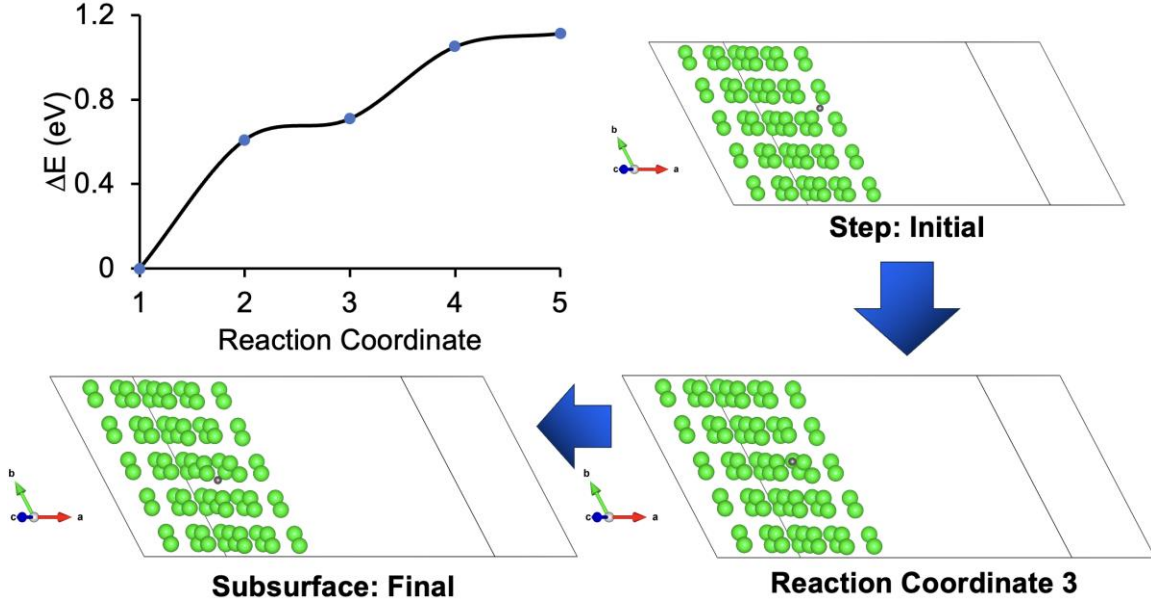 1.2
0.8
0.4
0
ΔE (eV)
1 2 3 4 5
Reaction Coordinate
b
c a
Step: Initial
b
c a
Subsurface: Final
b
c a
Reaction Coordinate 3